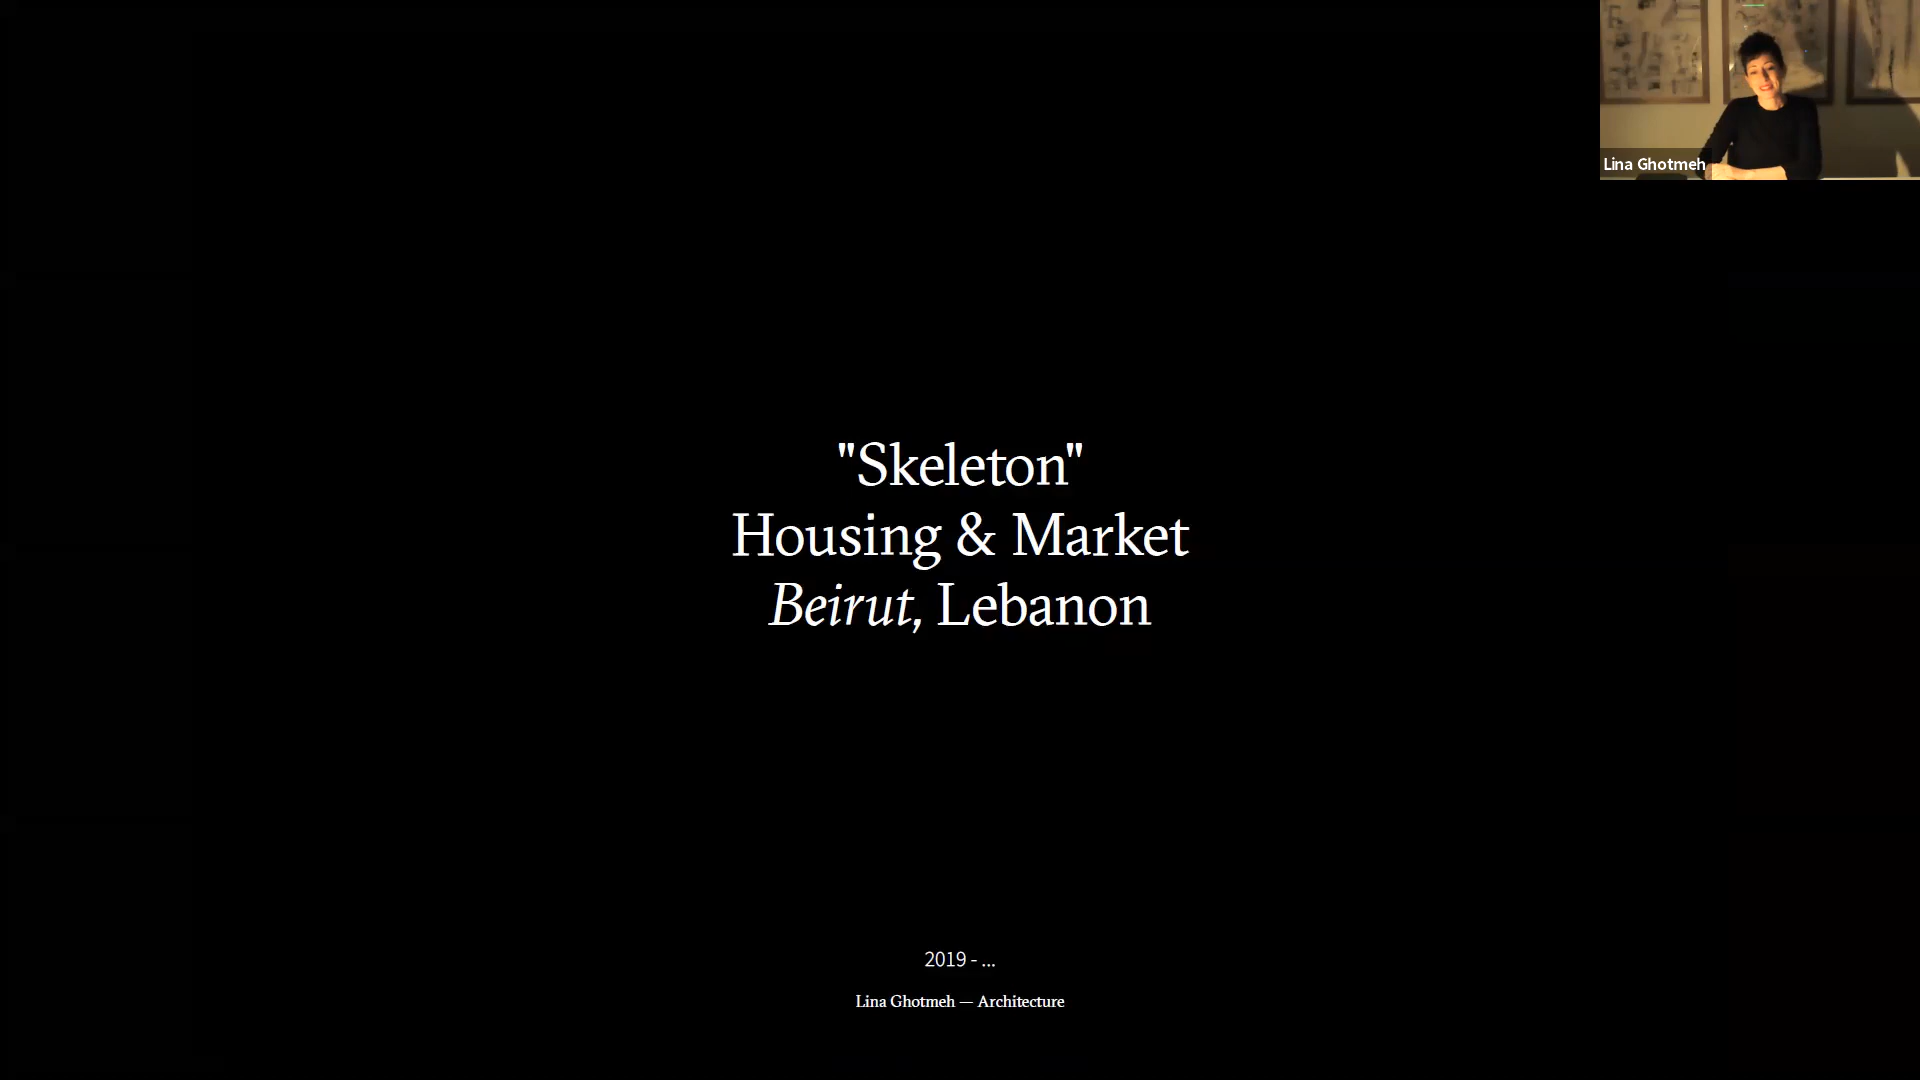 Lina Ghotmeh
"Skeleton"
Housing & Market
Beirut, Lebanon
2019 - ...
Lina Ghotmeh — Architecture